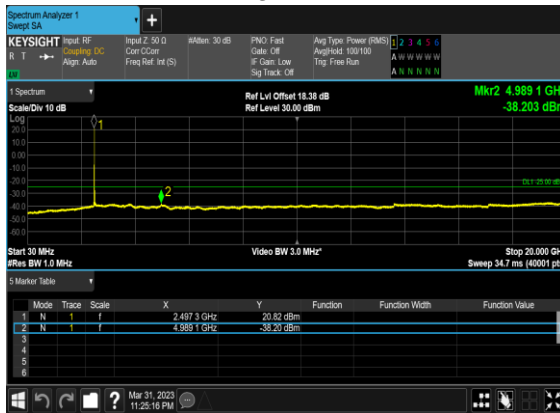 Spectrum Analyzer 1
Swept SA
+
KEYSIGHT Input: RF Input Z: 50 Ω #Atten: 30 dB PNO: Fast Avg Type: Power (RMS) 1 2 3 4 5 6
R T Coupling: DC Corr CCorr Gate: Off Avg|Hold: 100/100 A W W W W W
Align: Auto Freq Ref: Int (S) IF Gain: Low Trig: Free Run
LXI Sig Track: Off A N N N N N
1 Spectrum Ref Lvl Offset 18.38 dB Mkr2 4.989 1 GH
Scale/Div 10 dB Ref Level 30.00 dBm -38.203 dBr
Log
20.0
10.0
0.00
-10.0
-20.0
-30.0
-40.0
-50.0
-60.0
1
2
DL1 -25.00 dB
Start 30 MHz Video BW 3.0 MHz* Stop 20.000 GH
#Res BW 1.0 MHz Sweep 34.7 ms (40001 pt
5 Marker Table
Mode Trace Scale X Y Function Function Width Function Value
1 N 1 f 2.497 3 GHz 20.82 dBm
2 N 1 f 4.989 1 GHz -38.20 dBm
3
4
5
6
? Mar 31, 2023
11:25:16 PM